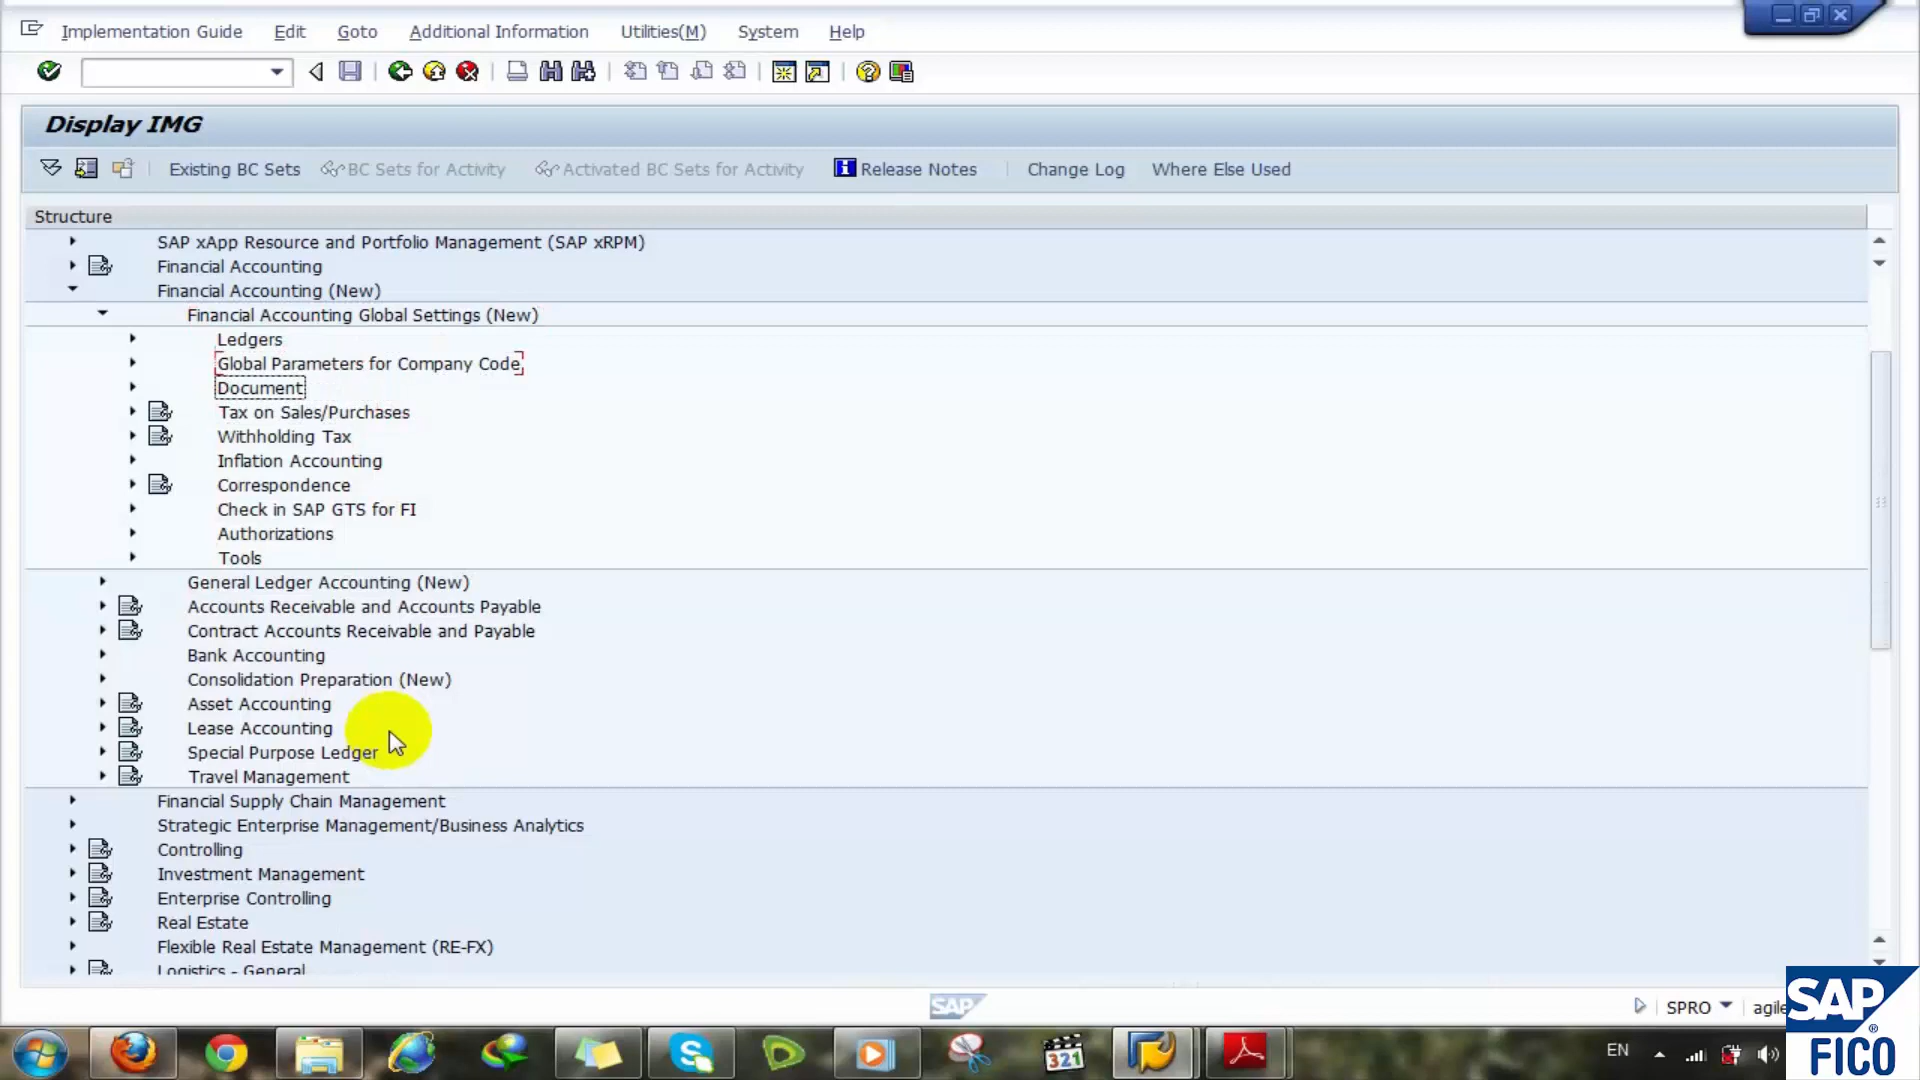 Implementation Guide Edit Goto Additional Information Utilities(M) System Help
Display IMG
Existing BC Sets BC Sets for Activity Activated BC Sets for Activity Release Notes Change Log Where Else Used
Structure
SAP xApp Resource and Portfolio Management (SAP xRPM)
Financial Accounting
Financial Accounting (New)
Financial Accounting Global Settings (New)
Ledgers
Global Parameters for Company Code
Document
Tax on Sales/Purchases
Withholding Tax
Inflation Accounting
Correspondence
Check in SAP GTS for FI
Authorizations
Tools
General Ledger Accounting (New)
Accounts Receivable and Accounts Payable
Contract Accounts Receivable and Payable
Bank Accounting
Consolidation Preparation (New)
Asset Accounting
Lease Accounting
Special Purpose Ledger
Travel Management
Financial Supply Chain Management
Strategic Enterprise Management/Business Analytics
Controlling
Investment Management
Enterprise Controlling
Real Estate
Flexible Real Estate Management (RE-FX)
Logistics - General
SAP SPRO agile
SAP ®
FICO
321
EN